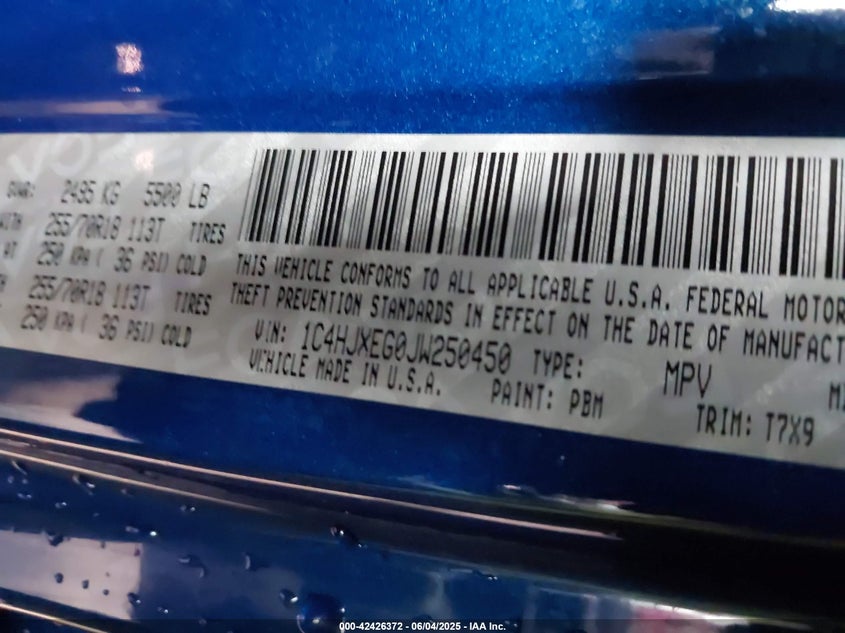 GVWR: 2495 KG 5500 LB
WITH 255/70R18 113T TIRES
AT 250 KPA ( 36 PSI) COLD
255/70R18 113T TIRES
250 KPA ( 36 PSI) COLD
THIS VEHICLE CONFORMS TO ALL APPLICABLE U.S.A. FEDERAL MOTOR
THEFT PREVENTION STANDARDS IN EFFECT ON THE DATE OF MANUFACT
VIN: 1C4HJXEG0JW250450 TYPE: MPV
VEHICLE MADE IN U.S.A. PAINT: PBM TRIM: T7X9
000-42426372 - 06/04/2025 - IAA Inc.